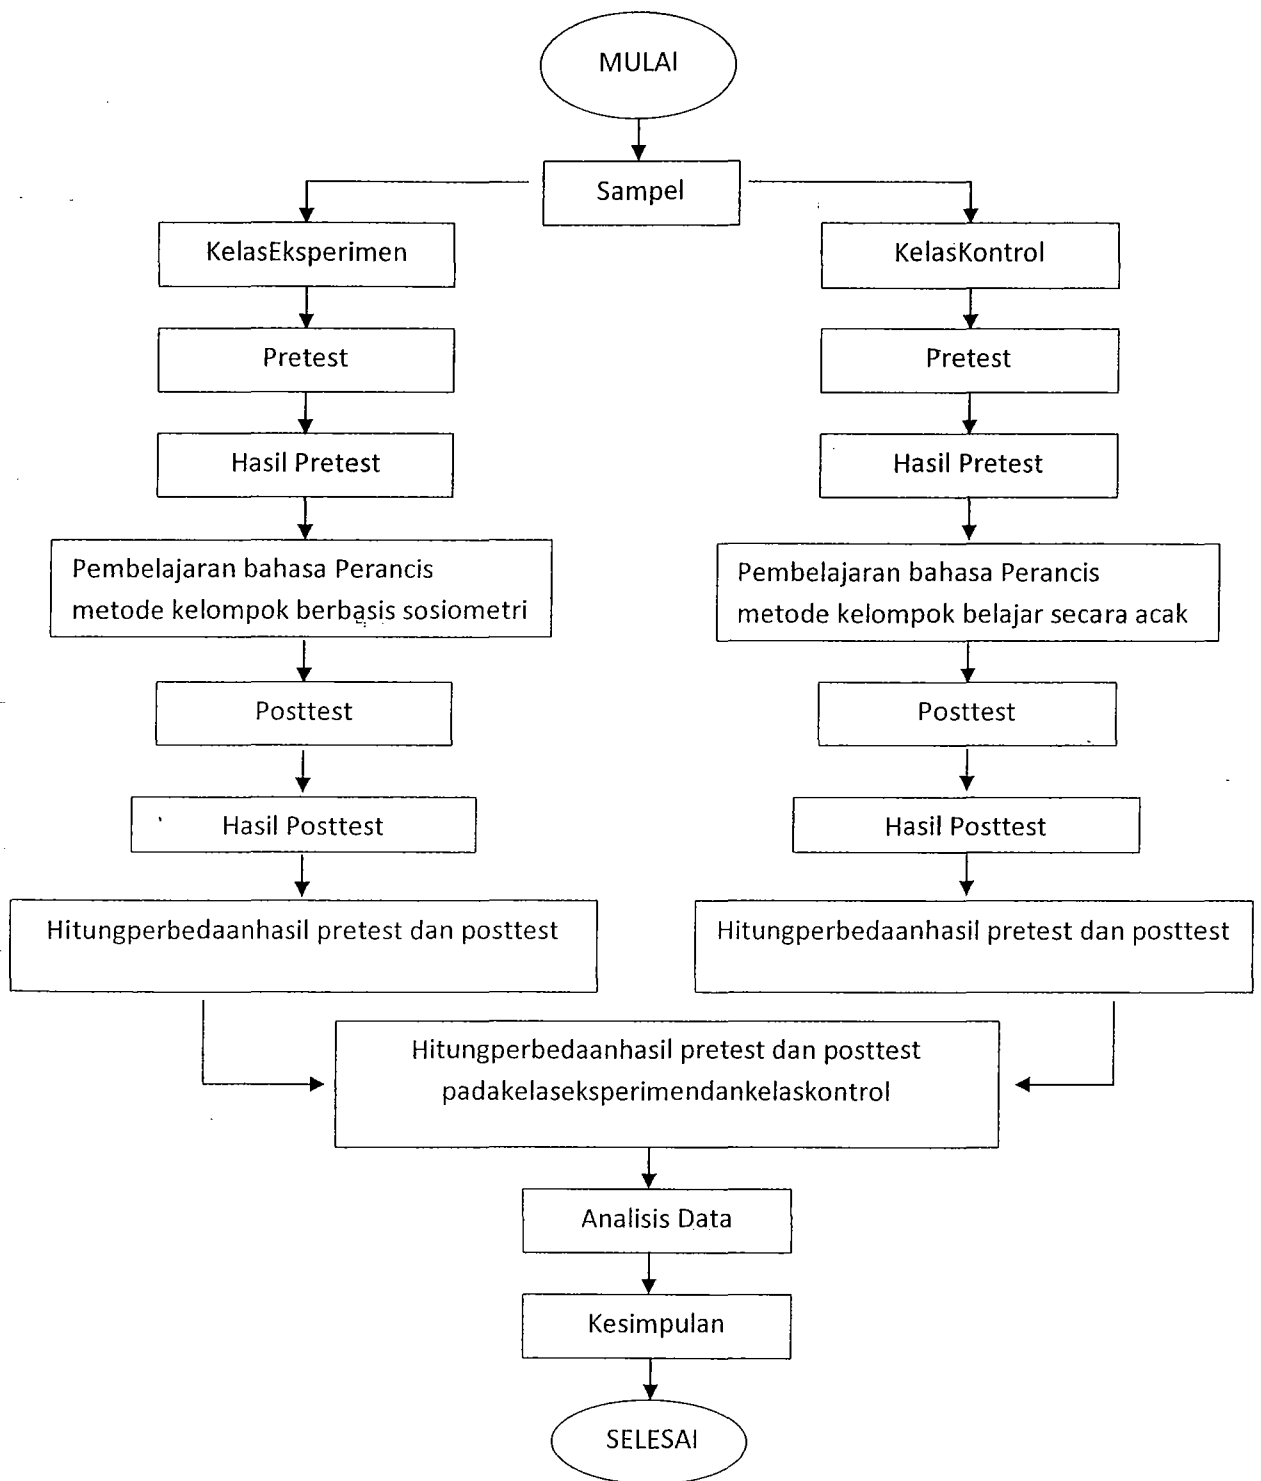 MULAI
Sampel
KelasEksperimen
Pretest
Hasil Pretest
Pembelajaran bahasa Perancis
metode kelompok berbasis sosiometri
Posttest
Hasil Posttest
Hitungperbedaanhasil pretest dan posttest
KelasKontrol
Pretest
Hasil Pretest
Pembelajaran bahasa Perancis
metode kelompok belajar secara acak
Posttest
Hasil Posttest
Hitungperbedaanhasil pretest dan posttest
Hitungperbedaanhasil pretest dan posttest
padakelaseksperimendankelaskontrol
Analisis Data
Kesimpulan
SELESAI